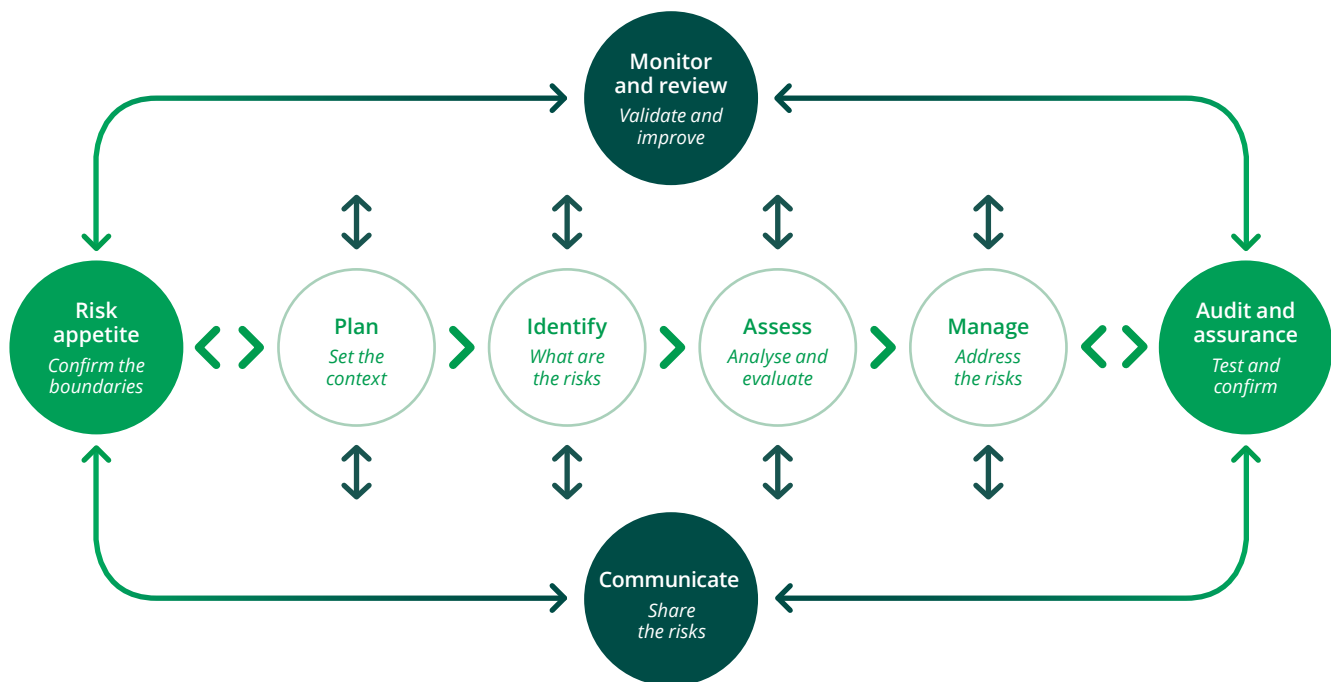 Monitor
and review
Validate and
improve
Risk
appetite
Confirm the
boundaries
Plan
Set the
context
Identify
What are
the risks
Assess
Analyse and
evaluate
Manage
Address
the risks
Audit and
assurance
Test and
confirm
Communicate
Share
the risks